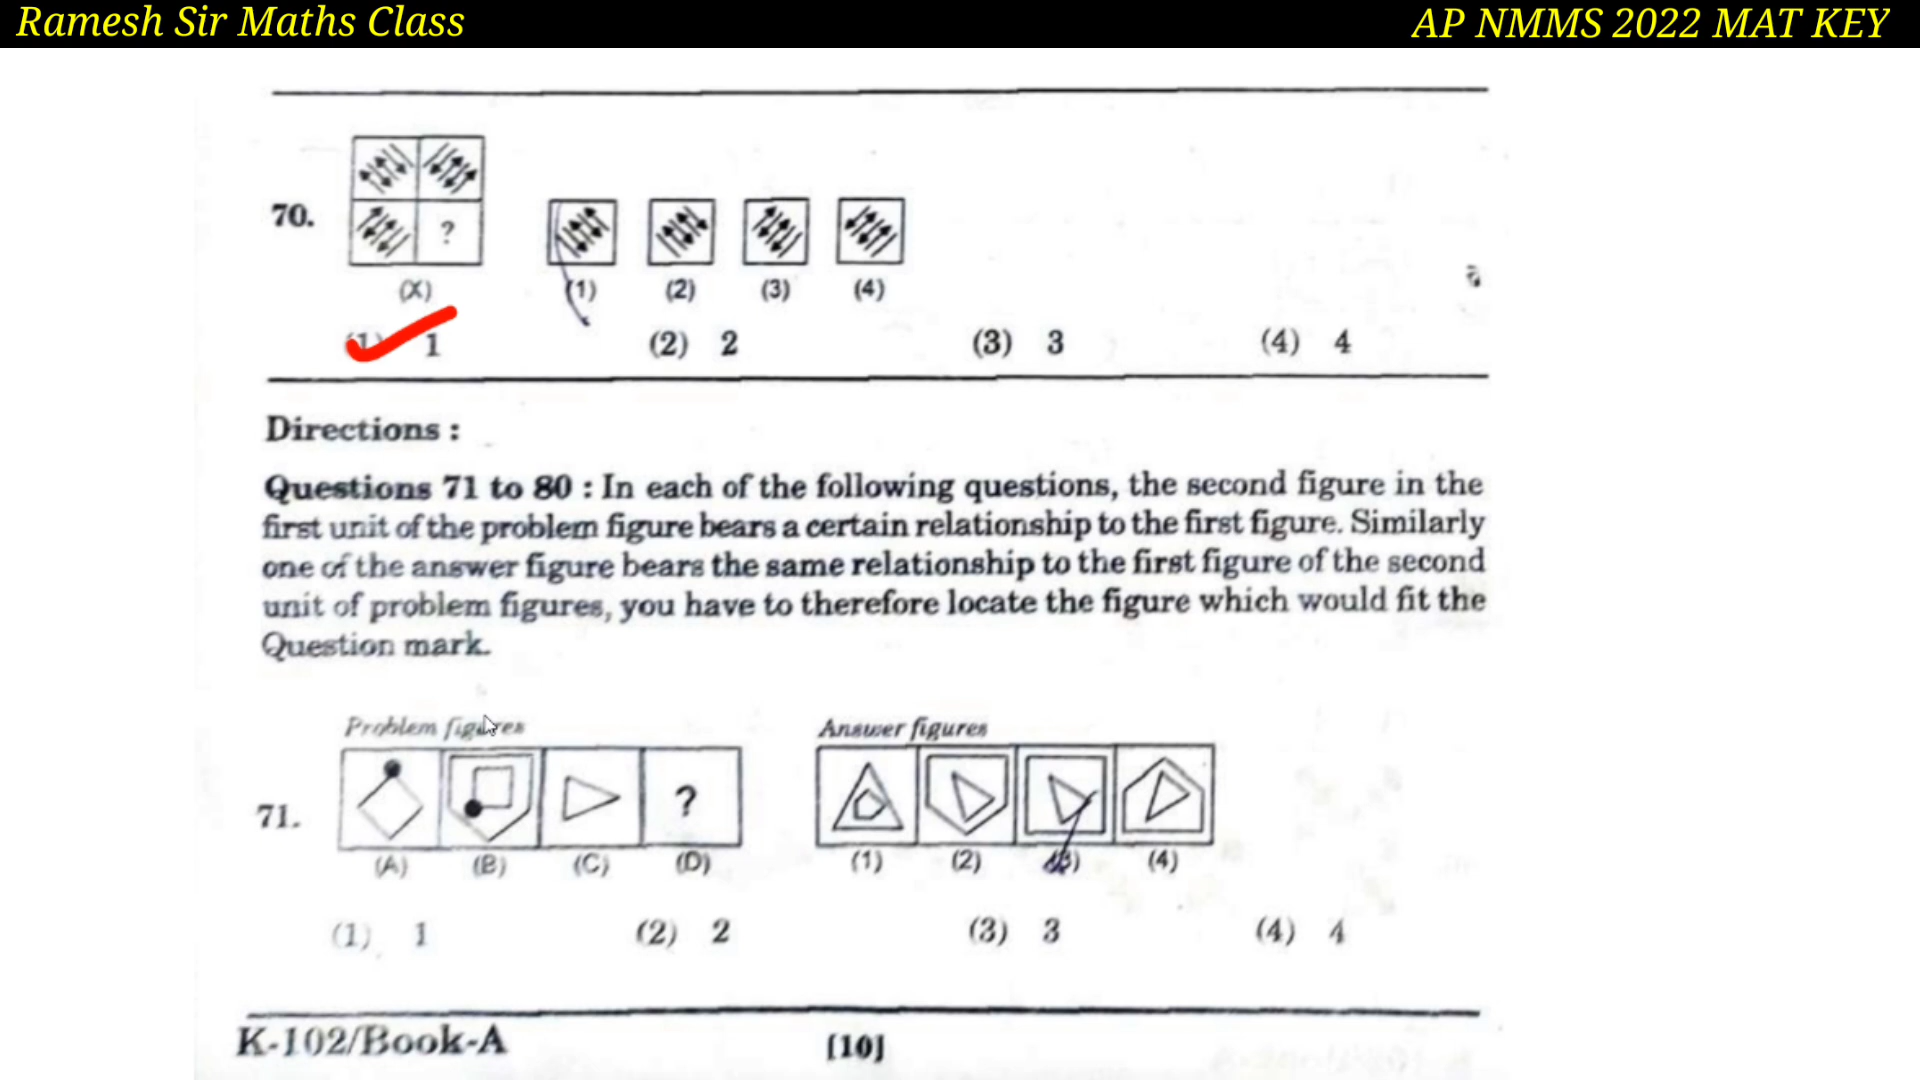 Ramesh Sir Maths Class
AP NMMS 2022 MAT KEY
70.
?
(X)
(1)
(2)
(3)
(4)
(1) 1
(2) 2
(3) 3
(4) 4
Directions :
Questions 71 to 80 : In each of the following questions, the second figure in the
first unit of the problem figure bears a certain relationship to the first figure. Similarly
one of the answer figure bears the same relationship to the first figure of the second
unit of problem figures, you have to therefore locate the figure which would fit the
Question mark.
Problem figures
Answer figures
71.
?
(A)
(B)
(C)
(D)
(1)
(2)
(3)
(4)
(1) 1
(2) 2
(3) 3
(4) 4
K-102/Book-A
[10]